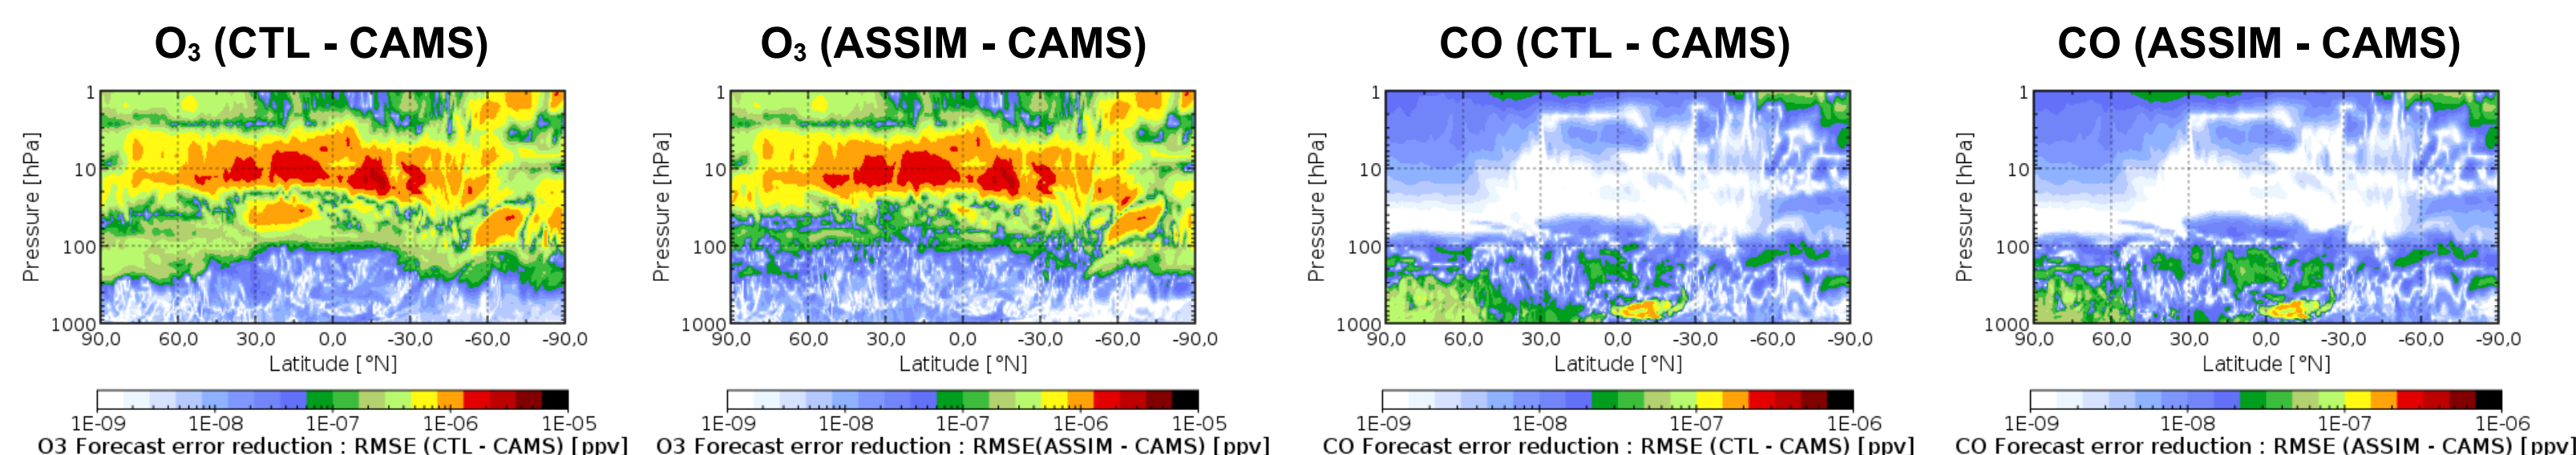 O₃ (CTL - CAMS)
1
10
100
1000
Pressure [hPa]
90,0 60,0 30,0 0,0 -30,0 -60,0 -90,0
Latitude [°N]
1E-09 1E-08 1E-07 1E-06 1E-05
O3 Forecast error reduction : RMSE (CTL - CAMS) [ppv]
O₃ (ASSIM - CAMS)
1
10
100
1000
Pressure [hPa]
90,0 60,0 30,0 0,0 -30,0 -60,0 -90,0
Latitude [°N]
1E-09 1E-08 1E-07 1E-06 1E-05
O3 Forecast error reduction : RMSE(ASSIM - CAMS) [ppv]
CO (CTL - CAMS)
1
10
100
1000
Pressure [hPa]
90,0 60,0 30,0 0,0 -30,0 -60,0 -90,0
Latitude [°N]
1E-09 1E-08 1E-07 1E-06
CO Forecast error reduction : RMSE (CTL - CAMS) [ppv]
CO (ASSIM - CAMS)
1
10
100
1000
Pressure [hPa]
90,0 60,0 30,0 0,0 -30,0 -60,0 -90,0
Latitude [°N]
1E-09 1E-08 1E-07 1E-06
CO Forecast error reduction : RMSE (ASSIM - CAMS) [ppv]